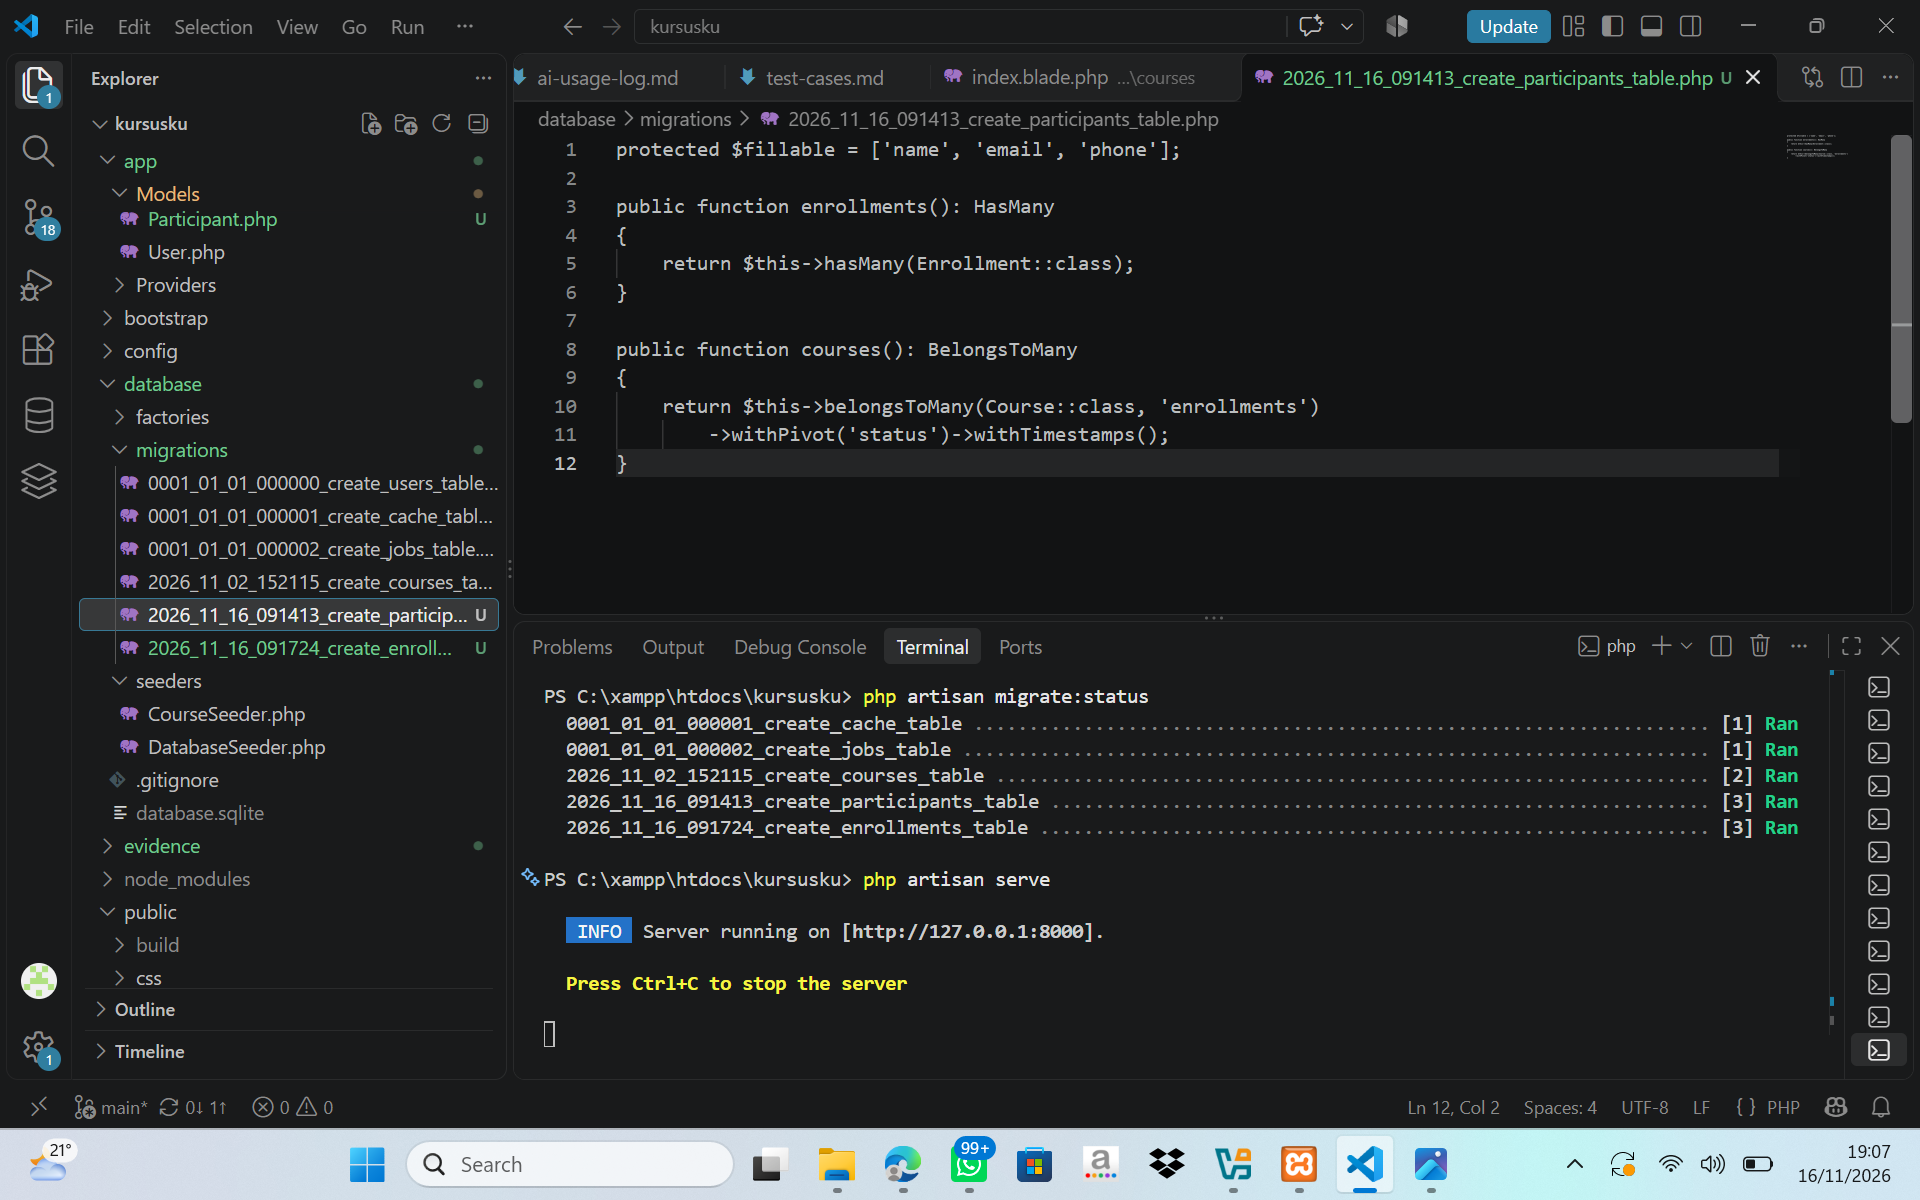 File Edit Selection View Go Run ···
kursusku
Update
Explorer
kursusku
app
Models
Participant.php U
User.php
Providers
bootstrap
config
database
factories
migrations
0001_01_01_000000_create_users_table...
0001_01_01_000001_create_cache_tabl...
0001_01_01_000002_create_jobs_table....
2026_11_02_152115_create_courses_ta...
2026_11_16_091413_create_particip... U
2026_11_16_091724_create_enroll... U
seeders
CourseSeeder.php
DatabaseSeeder.php
.gitignore
database.sqlite
evidence
node_modules
public
build
css
Outline
Timeline
1
18
1
ai-usage-log.md test-cases.md index.blade.php ...\courses 2026_11_16_091413_create_participants_table.php U
database > migrations > 2026_11_16_091413_create_participants_table.php
1 protected $fillable = ['name', 'email', 'phone'];
2
3 public function enrollments(): HasMany
4 {
5 return $this->hasMany(Enrollment::class);
6 }
7
8 public function courses(): BelongsToMany
9 {
10 return $this->belongsToMany(Course::class, 'enrollments')
11 ->withPivot('status')->withTimestamps();
12 }
Problems Output Debug Console Terminal Ports
php
PS C:\xampp\htdocs\kursusku> php artisan migrate:status
0001_01_01_000001_create_cache_table ................................................................... [1] Ran
0001_01_01_000002_create_jobs_table .................................................................... [1] Ran
2026_11_02_152115_create_courses_table ................................................................. [2] Ran
2026_11_16_091413_create_participants_table ............................................................ [3] Ran
2026_11_16_091724_create_enrollments_table ............................................................. [3] Ran
PS C:\xampp\htdocs\kursusku> php artisan serve
INFO Server running on [http://127.0.0.1:8000].
Press Ctrl+C to stop the server
main* 0↓ 1↑ 0 0
Ln 12, Col 2 Spaces: 4 UTF-8 LF { } PHP
21°
Search
99+
a
19:07
16/11/2026